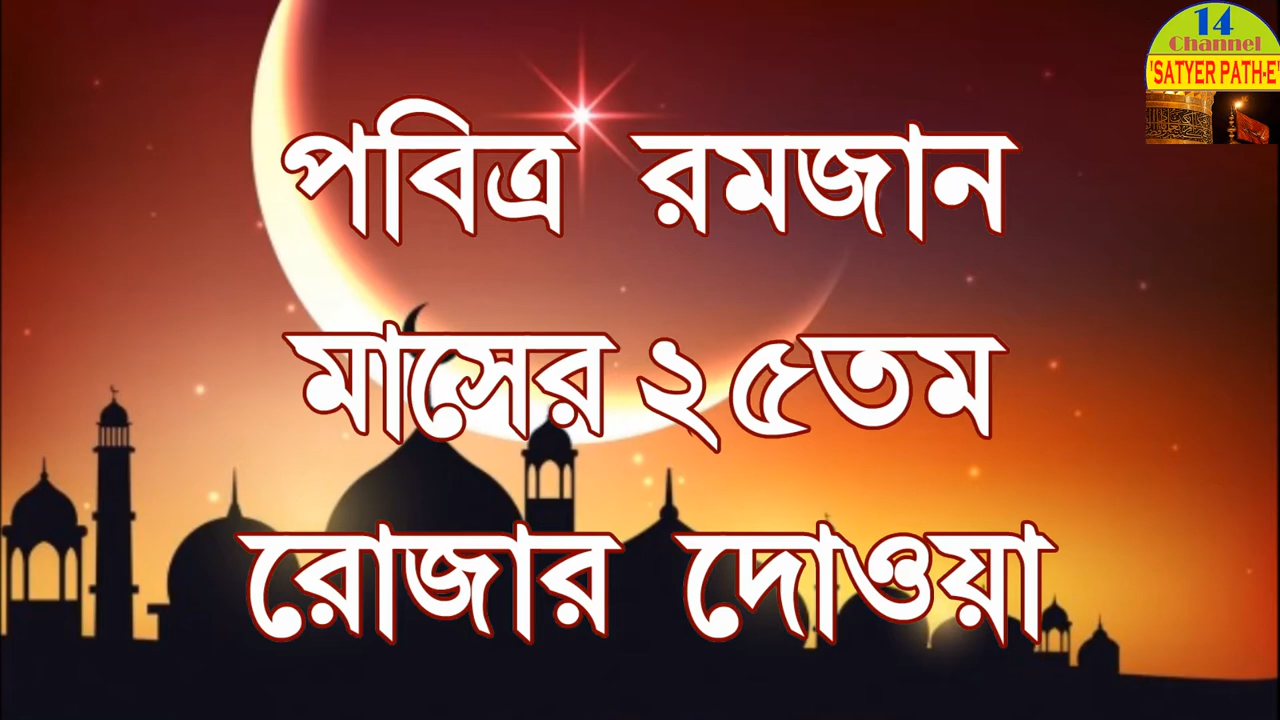 14
Channel
'SATYER PATH-E'
পবিত্র রমজান
মাসের ২৫তম
রোজার দোওয়া